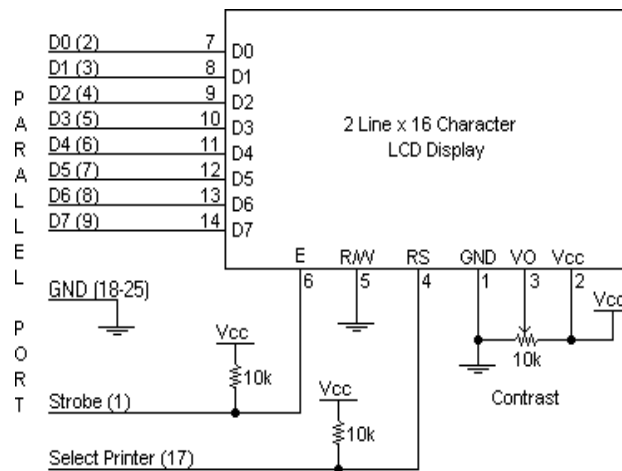 PARALLEL PORT
D0 (2) 7 D0
D1 (3) 8 D1
D2 (4) 9 D2
D3 (5) 10 D3
D4 (6) 11 D4
D5 (7) 12 D5
D6 (8) 13 D6
D7 (9) 14 D7
2 Line x 16 Character
LCD Display
E R/W RS GND VO Vcc
6 5 4 1 3 2
GND (18-25)
Vcc
Vcc
10k
10k
Vcc
Contrast
Strobe (1)
10k
Select Printer (17)